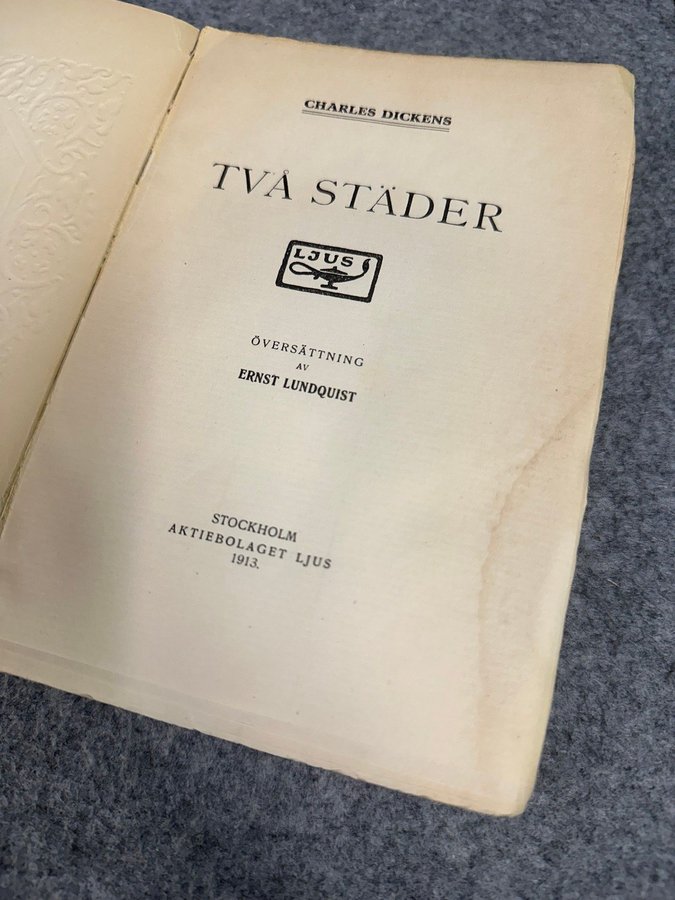 CHARLES DICKENS
TVÅ STÄDER
LJUS
ÖVERSÄTTNING
AV
ERNST LUNDQUIST
STOCKHOLM
AKTIEBOLAGET LJUS
1913.